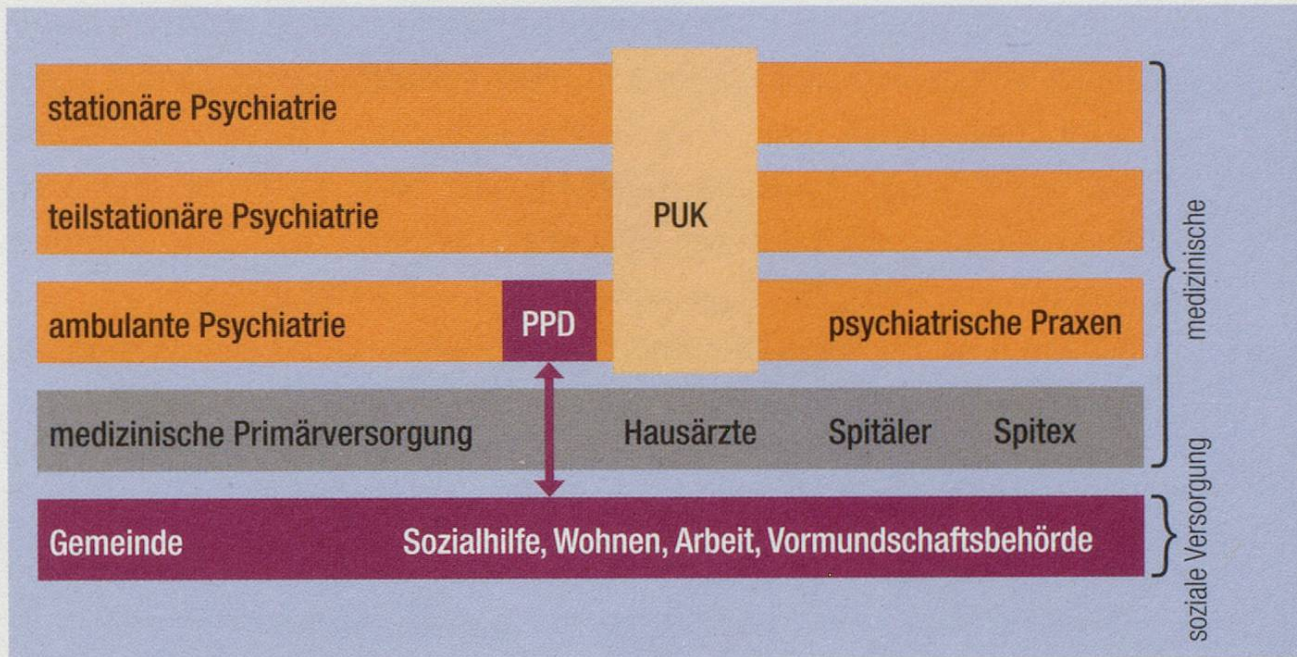 stationäre Psychiatrie
teilstationäre Psychiatrie
PUK
ambulante Psychiatrie
PPD
psychiatrische Praxen
medizinische Primärversorgung
Hausärzte
Spitäler
Spitex
Gemeinde
Sozialhilfe, Wohnen, Arbeit, Vormundschaftsbehörde
medizinische
soziale Versorgung